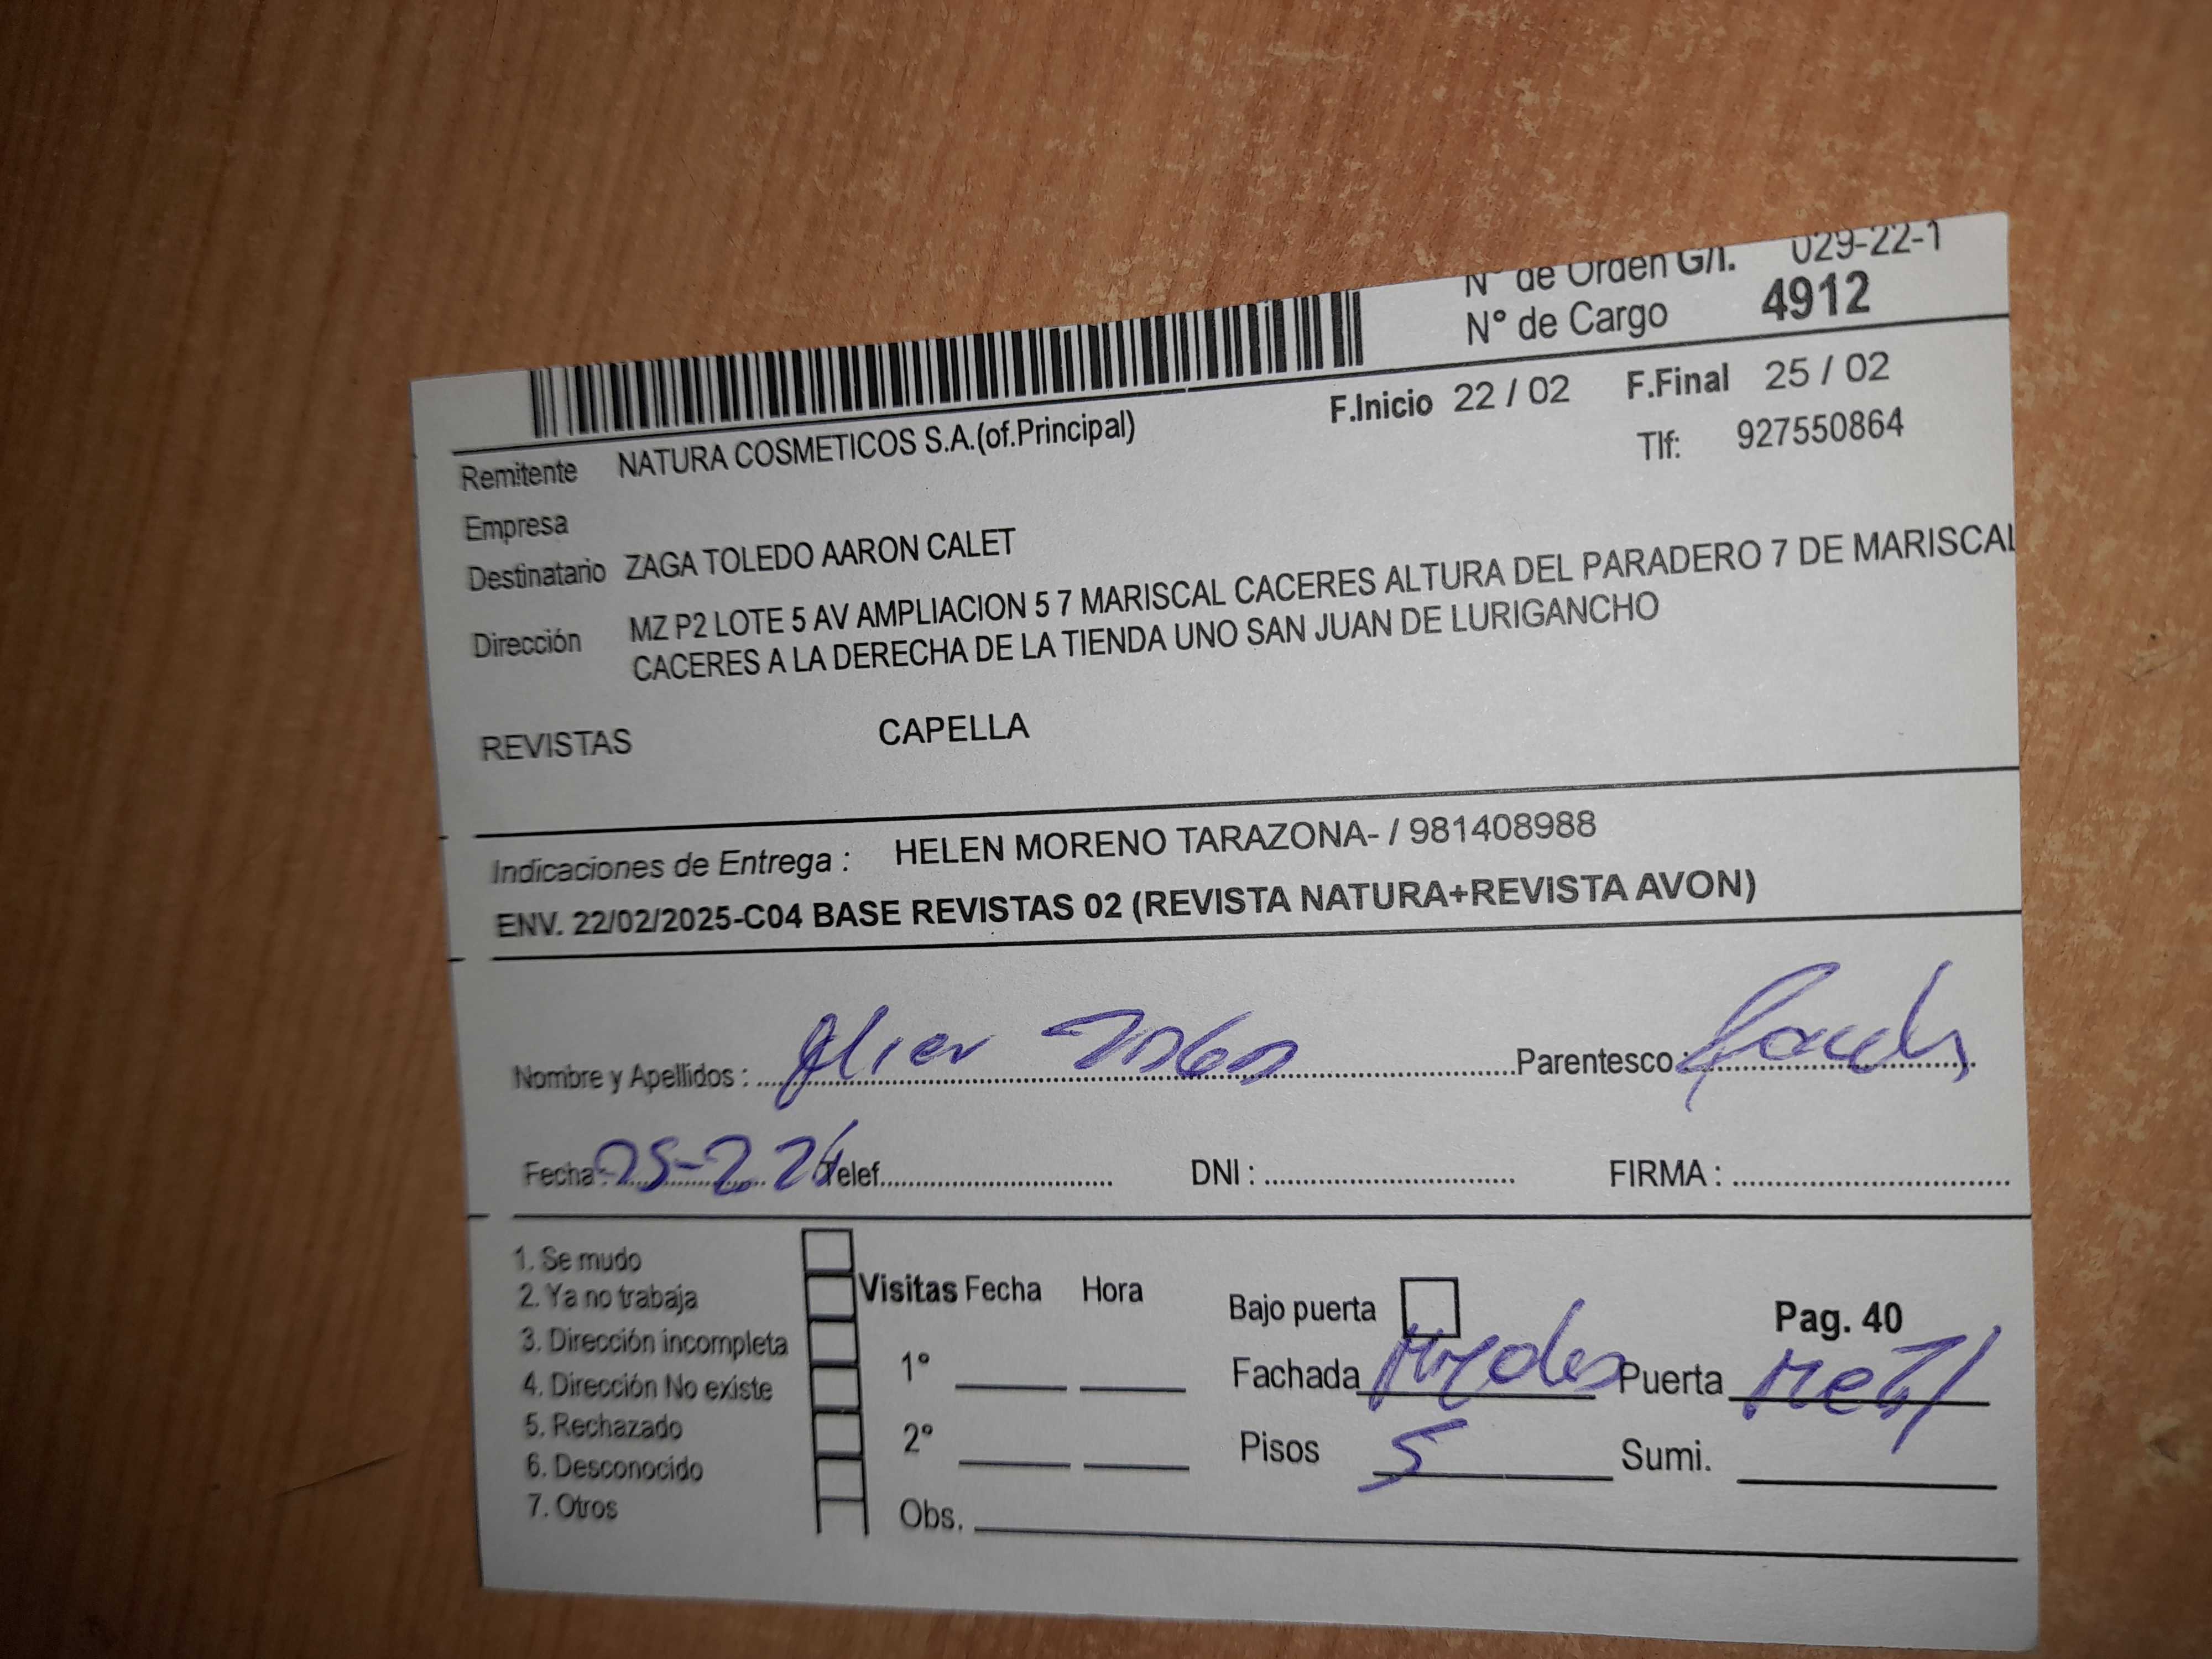 N° de Orden G/I. 029-22-1
N° de Cargo 4912
F.Inicio 22 / 02 F.Final 25 / 02
Remitente NATURA COSMETICOS S.A.(of.Principal) Tlf: 927550864
Empresa
Destinatario ZAGA TOLEDO AARON CALET
Dirección MZ P2 LOTE 5 AV AMPLIACION 5 7 MARISCAL CACERES ALTURA DEL PARADERO 7 DE MARISCAL
CACERES A LA DERECHA DE LA TIENDA UNO SAN JUAN DE LURIGANCHO
REVISTAS CAPELLA
Indicaciones de Entrega : HELEN MORENO TARAZONA- / 981408988
ENV. 22/02/2025-C04 BASE REVISTAS 02 (REVISTA NATURA+REVISTA AVON)
Nombre y Apellidos : Parentesco :
Fecha : 25-2 Telef. DNI : FIRMA :
1. Se mudo
2. Ya no trabaja
3. Dirección incompleta
4. Dirección No existe
5. Rechazado
6. Desconocido
7. Otros
Visitas Fecha Hora
1°
2°
Obs.
Bajo puerta Pag. 40
Fachada Puerta Metl
Pisos 5 Sumi.